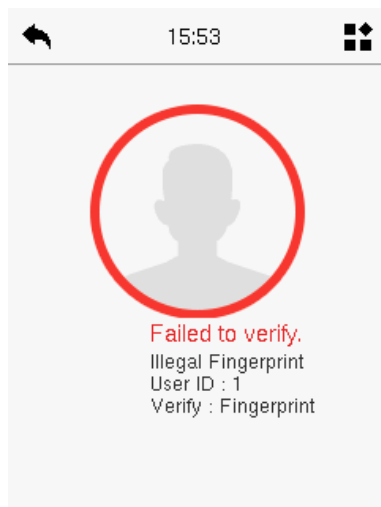 15:53
Failed to verify.
Illegal Fingerprint
User ID : 1
Verify : Fingerprint